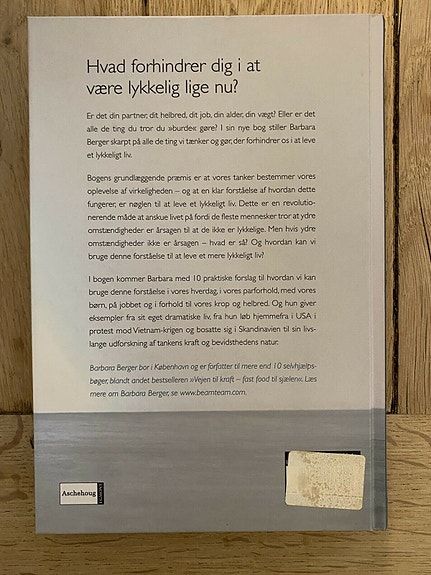 Hvad forhindrer dig i at
være lykkelig lige nu?
Er det din partner, dit helbred, dit job, din alder, din vægt? Eller er det
alle de ting du tror du »burde« gøre? I sin nye bog stiller Barbara
Berger skarpt på alle de ting vi tænker og gør, der forhindrer os i at leve
et lykkeligt liv.
Bogens grundlæggende præmis er at vores tanker bestemmer vores
oplevelse af virkeligheden – og at en klar forståelse af hvordan dette
fungerer, er nøglen til at leve et lykkeligt liv. Dette er en revolutio-
nerende måde at anskue livet på fordi de fleste mennesker tror at ydre
omstændigheder er årsagen til at de ikke er lykkelige. Men hvis ydre
omstændigheder ikke er årsagen – hvad er så? Og hvordan kan vi
bruge denne forståelse til at leve et mere lykkeligt liv?
I bogen kommer Barbara med 10 praktiske forslag til hvordan vi kan
bruge denne forståelse i vores hverdag, i vores parforhold, med vores
børn, på jobbet og i forhold til vores krop og helbred. Og hun giver
eksempler fra sit eget dramatiske liv, fra hun løb hjemmefra i USA i
protest mod Vietnam-krigen og bosatte sig i Skandinavien til sin livs-
lange udforskning af tankens kraft og bevidsthedens natur.
Barbara Berger bor i København og er forfatter til mere end 10 selvhjælps-
bøger, blandt andet bestselleren »Vejen til kraft – fast food til sjælen«. Læs
mere om Barbara Berger, se www.beamteam.com.
Aschehoug
EGMONT